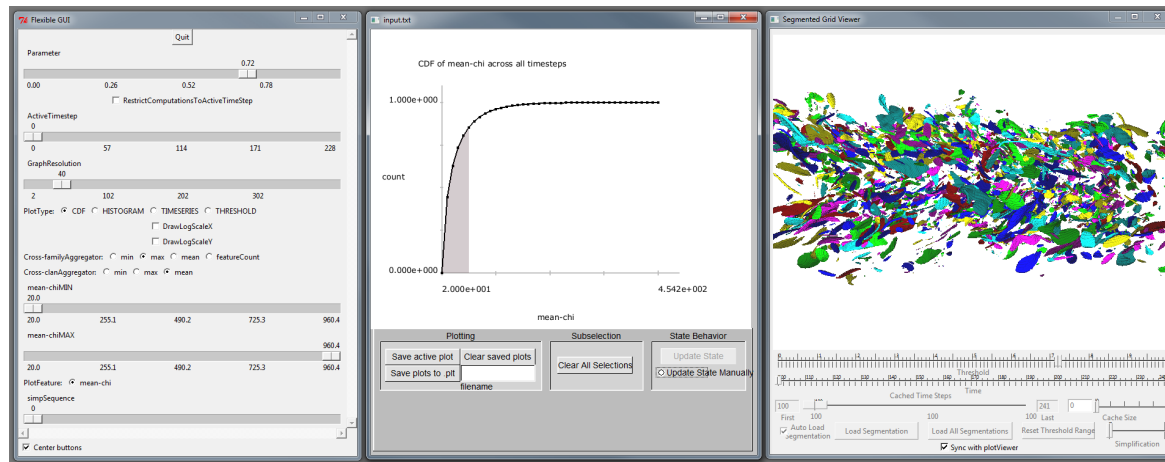 Flexible GUI
Quit
Parameter
0.72
0.00 0.26 0.52 0.78
RestrictComputationsToActiveTimeStep
ActiveTimestep
0
0 57 114 171 228
GraphResolution
40
2 102 202 302
PlotType: CDF HISTOGRAM TIMESERIES THRESHOLD
DrawLogScaleX
DrawLogScaleY
Cross-familyAggregator: min max mean featureCount
Cross-clanAggregator: min max mean
mean-chiMIN
20.0
20.0 255.1 490.2 725.3 960.4
mean-chiMAX
960.4
20.0 255.1 490.2 725.3 960.4
PlotFeature: mean-chi
simpSequence
0
Center buttons
input.txt
CDF of mean-chi across all timesteps
1.000e+000
count
0.000e+000
2.000e+001 4.542e+002
mean-chi
Plotting Subselection State Behavior
Save active plot Clear saved plots
Save plots to .plt
filename
Clear All Selections
Update State
Update State Manually
Segmented Grid Viewer
Threshold
Time
Cached Time Steps
100 241 0
First 100 100 100 Last Cache Size
Auto Load Segmentation
Load Segmentation Load All Segmentations Reset Threshold Range
Simplification
Sync with plotViewer